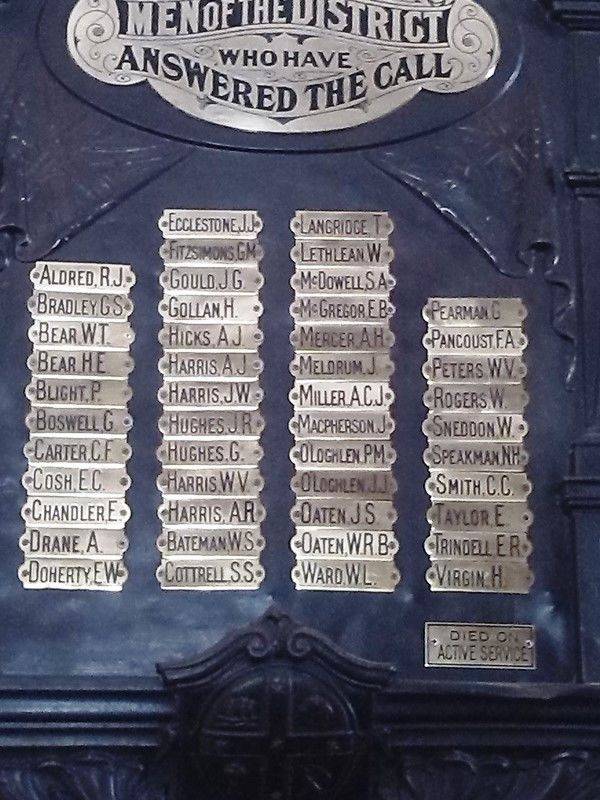 MEN OF THE DISTRICT
WHO HAVE
ANSWERED THE CALL
ALDRED, R.J.
BRADLEY, G.S.
BEAR. W.T.
BEAR. H.E
BLIGHT, P.
BOSWELL G.
CARTER, C.F
COSH, E.C.
CHANDLER, E.
DRANE, A.
DOHERTY, E.W.
ECCLESTONE, J.J.
FITZSIMONS, G.M.
GOULD, J.G.
GOLLAN, H.
HICKS, A.J.
HARRIS, A.J.
HARRIS, J.W.
HUGHES, J.R.
HUGHES, G.
HARRIS W.V.
HARRIS, A.R
BATEMAN W.S.
COTTRELL, S.S.
LANGRIDGE, T.
LETHLEAN W.
McDOWELL, S.A.
McGREGOR, E.B.
MERCER, A.H.
MELDRUM, J.
MILLER, A.C.J.
MACPHERSON, J.
OLOGHLEN, P.M.
OLOGHLEN, J.J.
OATEN, J.S.
OATEN, W.R.B.
WARD, W.L.
PEARMAN, G
PANCOUST F.A.
PETERS W.V.
ROGERS W.
SNEDDON W.
SPEAKMAN, N.H.
SMITH, C.C.
TAYLOR, E.
TRINDELL E.R.
VIRGIN, H.
DIED ON
ACTIVE SERVICE